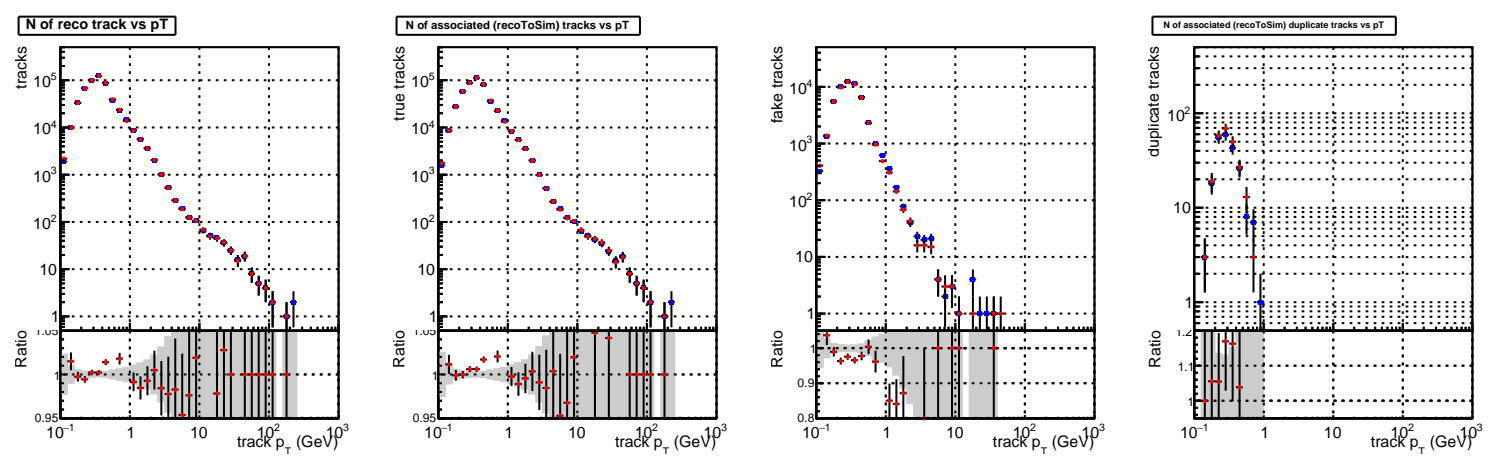 N of reco track vs pT
tracks
10^5
10^4
10^3
10^2
10
1
Ratio
1.05
1
0.95
10^-1 1 10 10^2 10^3
track p_T (GeV)
N of associated (recoToSim) tracks vs pT
true tracks
10^5
10^4
10^3
10^2
10
1
Ratio
1.05
1
0.95
10^-1 1 10 10^2 10^3
track p_T (GeV)
fake tracks
10^4
10^3
10^2
10
1
Ratio
1
0.9
0.8
10^-1 1 10 10^2 10^3
track p_T (GeV)
N of associated (recoToSim) duplicate tracks vs pT
duplicate tracks
10^2
10
1
Ratio
1.2
1.1
1
10^-1 1 10 10^2 10^3
track p_T (GeV)